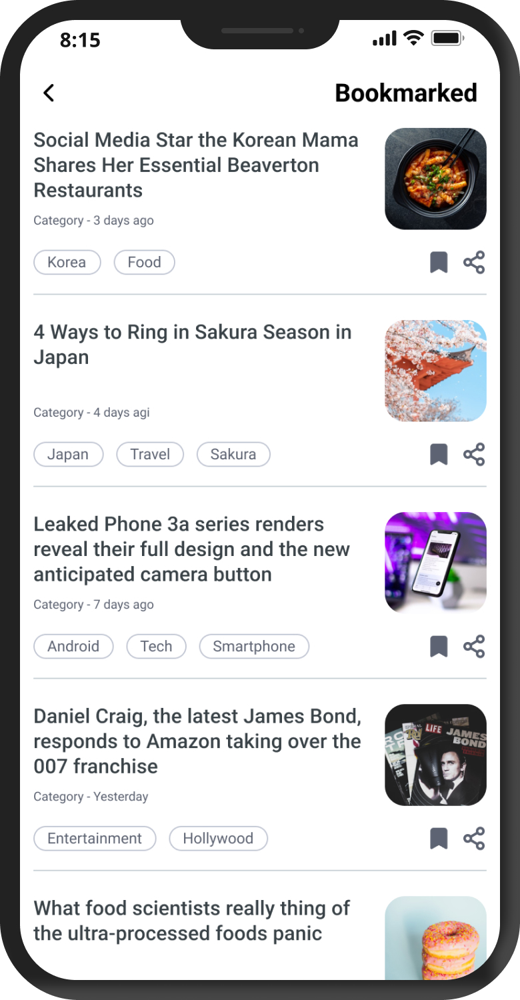 8:15
Bookmarked
Social Media Star the Korean Mama
Shares Her Essential Beaverton
Restaurants
Category - 3 days ago
Korea
Food
4 Ways to Ring in Sakura Season in
Japan
Category - 4 days agi
Japan
Travel
Sakura
Leaked Phone 3a series renders
reveal their full design and the new
anticipated camera button
Category - 7 days ago
Android
Tech
Smartphone
Daniel Craig, the latest James Bond,
responds to Amazon taking over the
007 franchise
LIFE
JAMES
BOND
Category - Yesterday
Entertainment
Hollywood
What food scientists really thing of
the ultra-processed foods panic